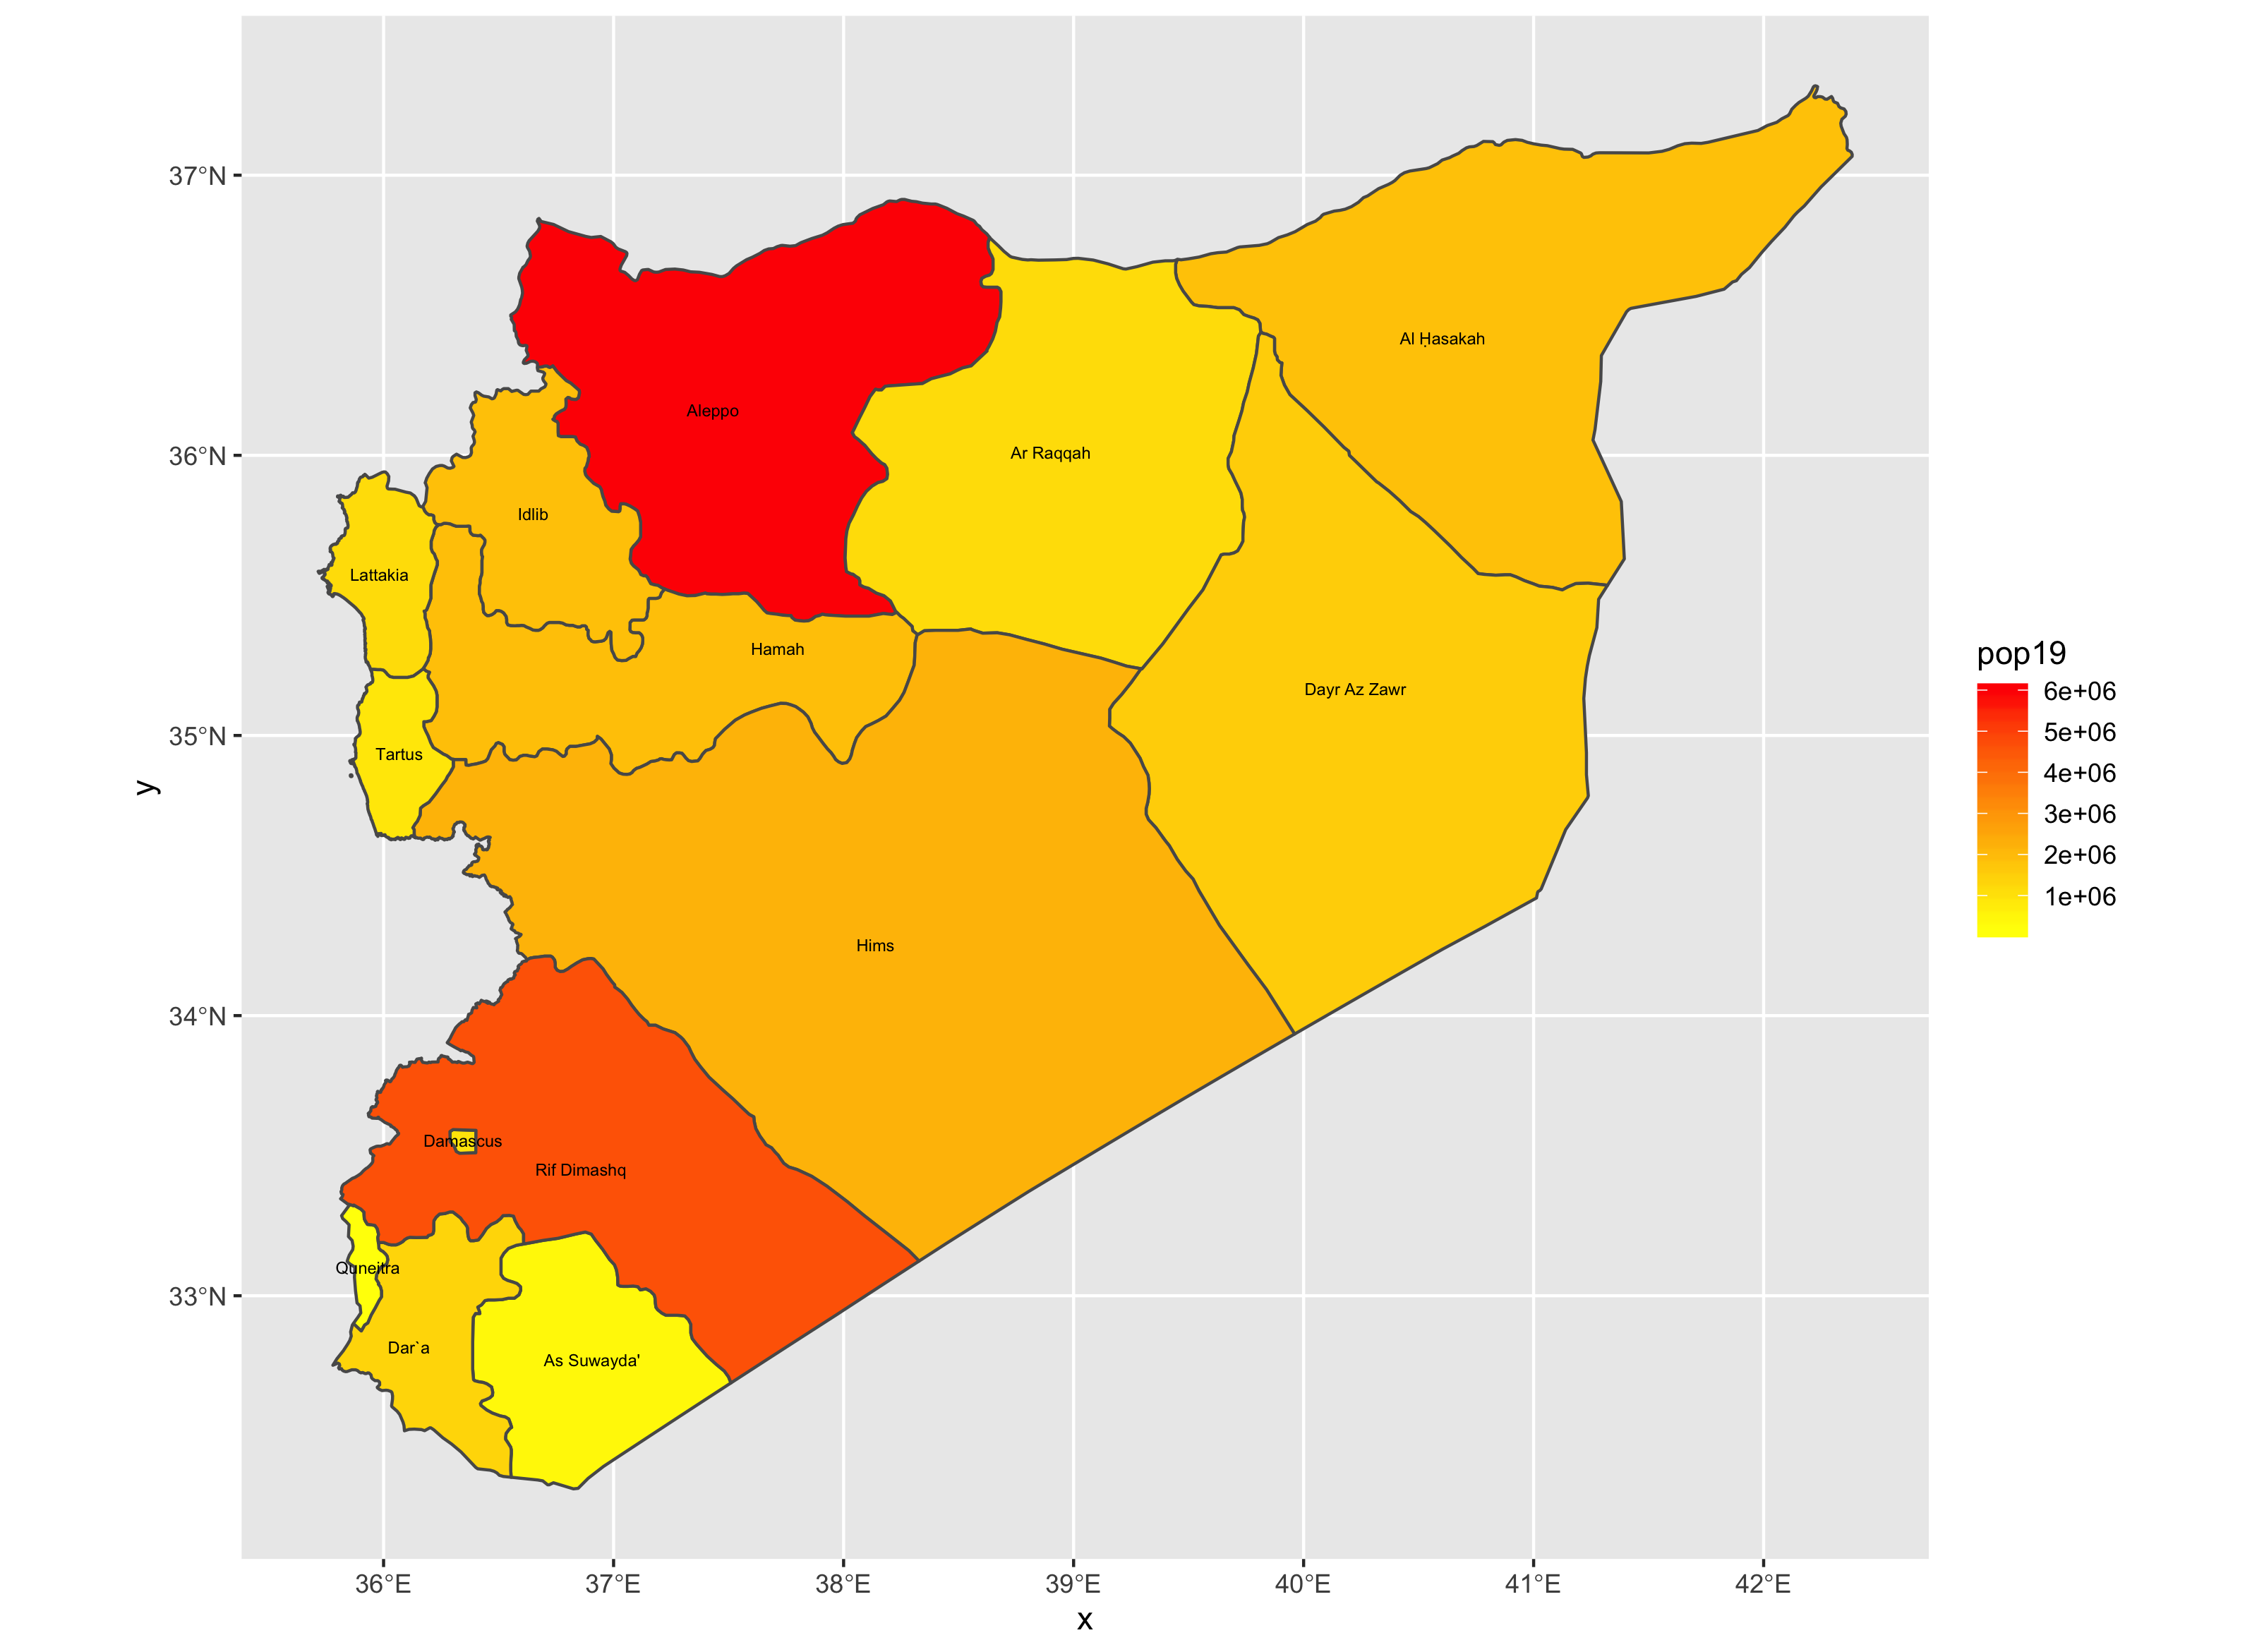 37°N
36°N
35°N
34°N
33°N
y
Al Ḥasakah
Aleppo
Ar Raqqah
Idlib
Lattakia
Hamah
Dayr Az Zawr
Tartus
Hims
Damascus
Rif Dimashq
Quneitra
Dar`a
As Suwayda'
36°E 37°E 38°E 39°E 40°E 41°E 42°E
x
pop19
6e+06
5e+06
4e+06
3e+06
2e+06
1e+06